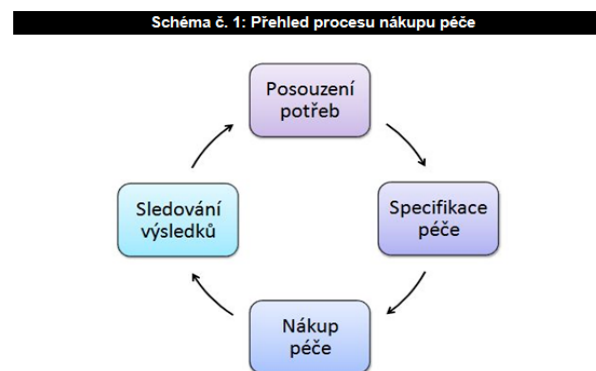 Schéma č. 1: Přehled procesu nákupu péče
Posouzení
potřeb
Specifikace
péče
Nákup
péče
Sledování
výsledků